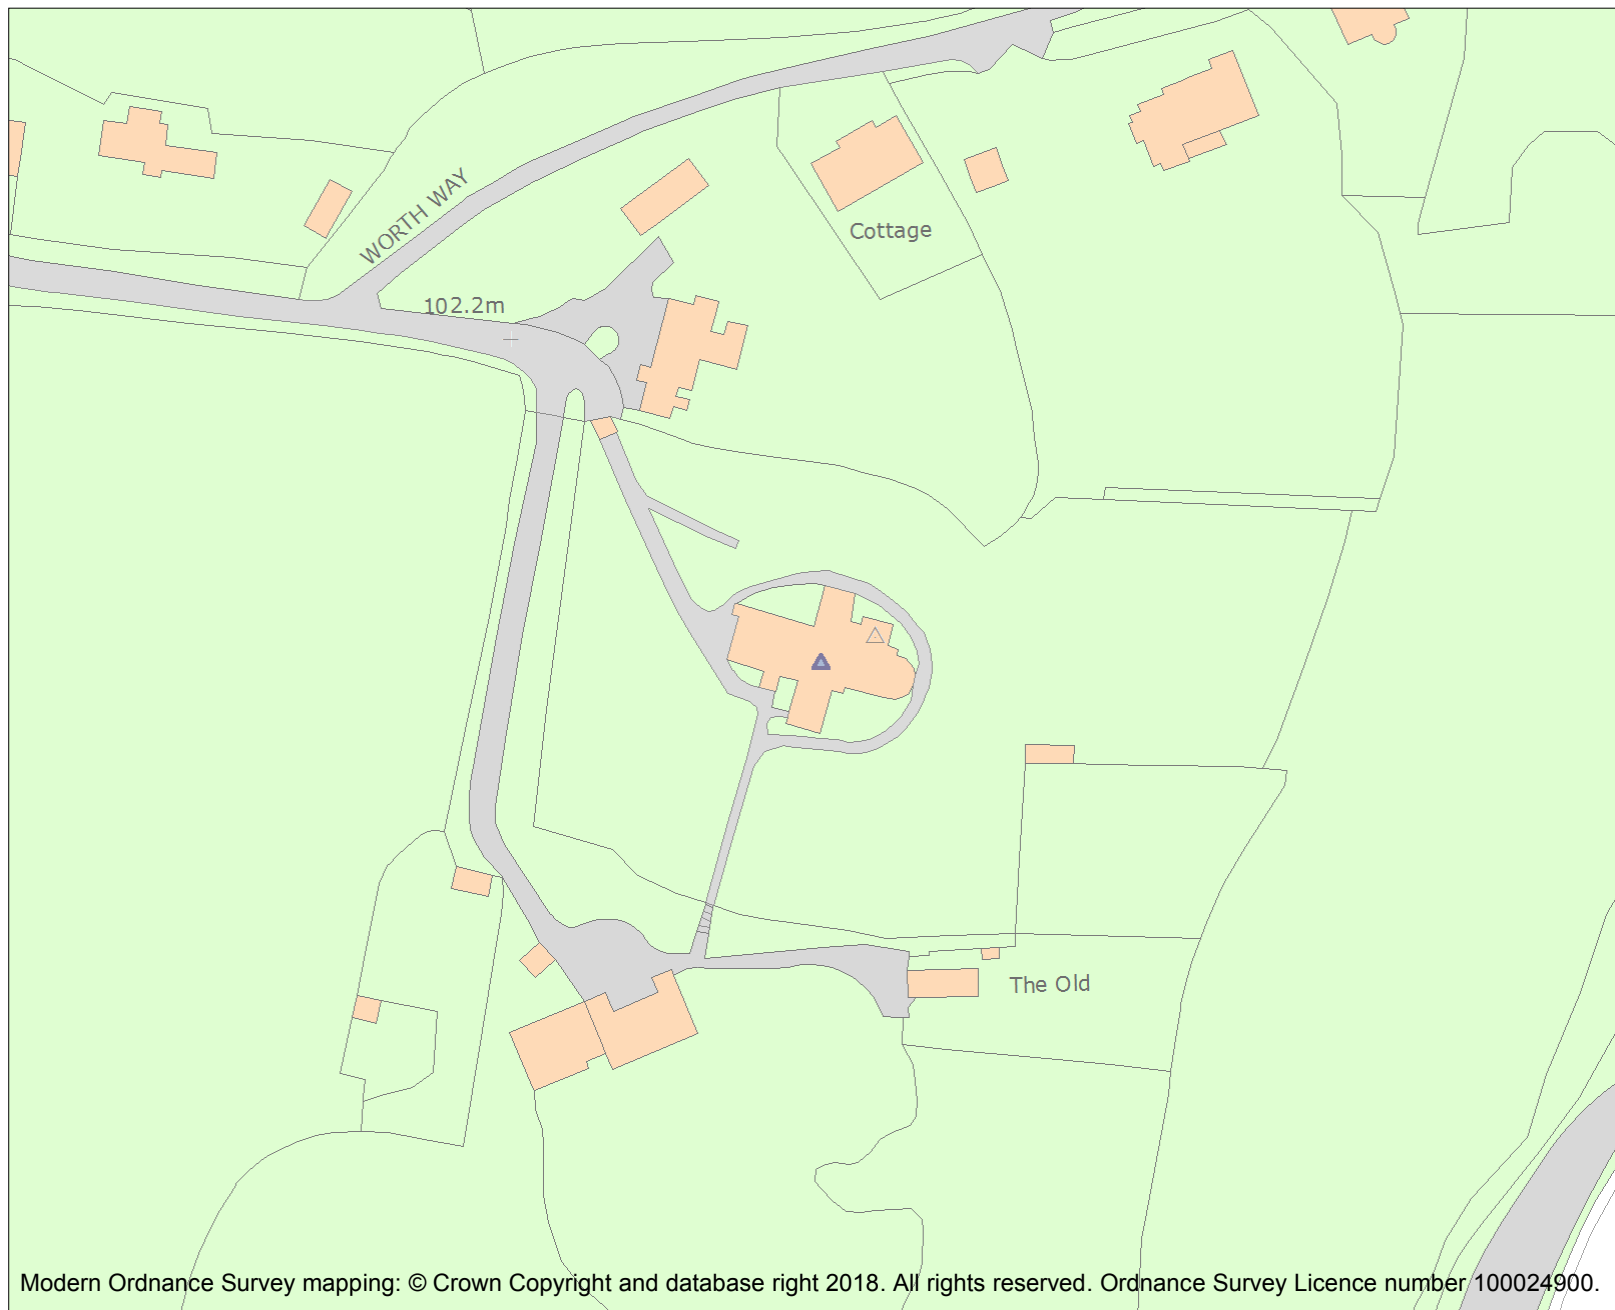 WORTH WAY
Cottage
102.2m
The Old
Modern Ordnance Survey mapping: © Crown Copyright and database right 2018. All rights reserved. Ordnance Survey Licence number 100024900.